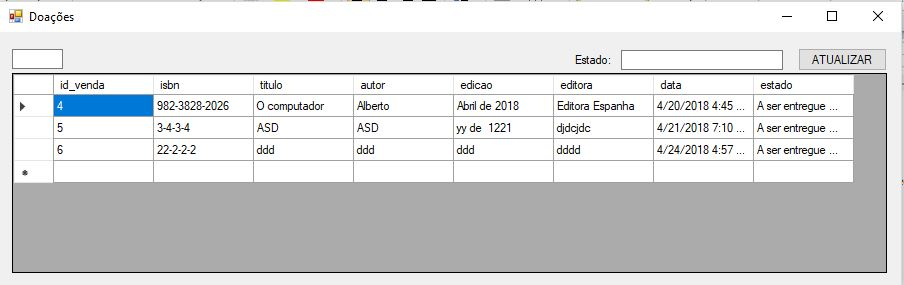 Doações
Estado: ATUALIZAR
id_venda isbn titulo autor edicao editora data estado
4 982-3828-2026 O computador Alberto Abril de 2018 Editora Espanha 4/20/2018 4:45 ... A ser entregue ...
5 3-4-3-4 ASD ASD yy de  1221 djdcjdc 4/21/2018 7:10 ... A ser entregue ...
6 22-2-2-2 ddd ddd ddd dddd 4/24/2018 4:57 ... A ser entregue ...